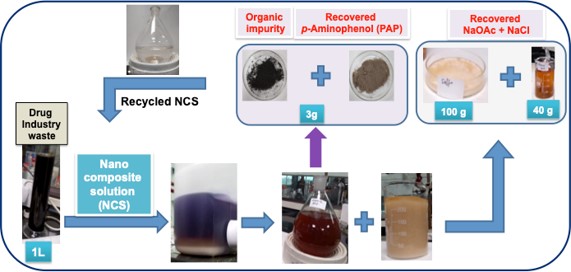 Organic
impurity
Recovered
p-Aminophenol (PAP)
Recovered
NaOAc + NaCl
Recycled NCS
3g
100 g
40 g
Drug
Industry
waste
Nano
composite
solution
(NCS)
1L